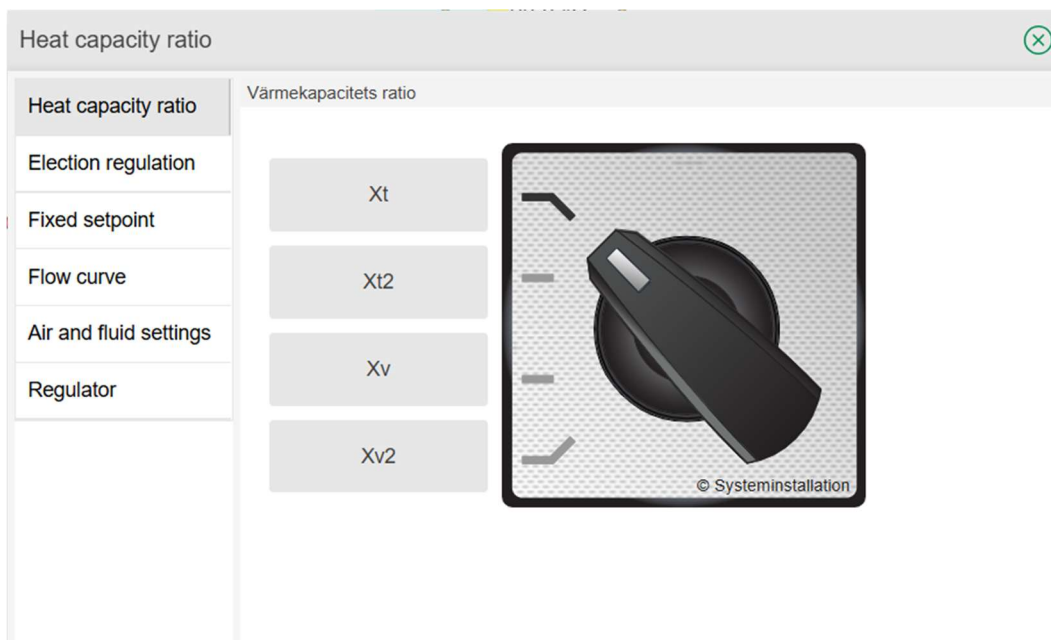 Heat capacity ratio
Heat capacity ratio
Election regulation
Fixed setpoint
Flow curve
Air and fluid settings
Regulator
Värmekapacitets ratio
Xt
Xt2
Xv
Xv2
© Systeminstallation